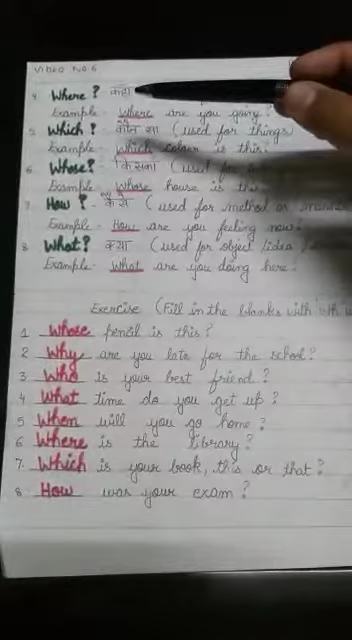 Video No. 6
4. Where? कहाँ
Example - Where are you going?
5. Which? कौन सा (used for things)
Example - Which colour is this?
6. Whose? किसका (used for
Example - Whose house is this?
7. How? कैसे (used for method or
Example - How are you feeling now?
8. What? क्या (used for object / idea /
Example - What are you doing here?
Exercise (Fill in the blanks with
1 Whose pencil is this?
2 Why are you late for the school?
3 Who is your best friend?
4 What time do you get up?
5 When will you go home?
6 Where is the library?
7. Which is your book, this or that?
8. How was your exam?